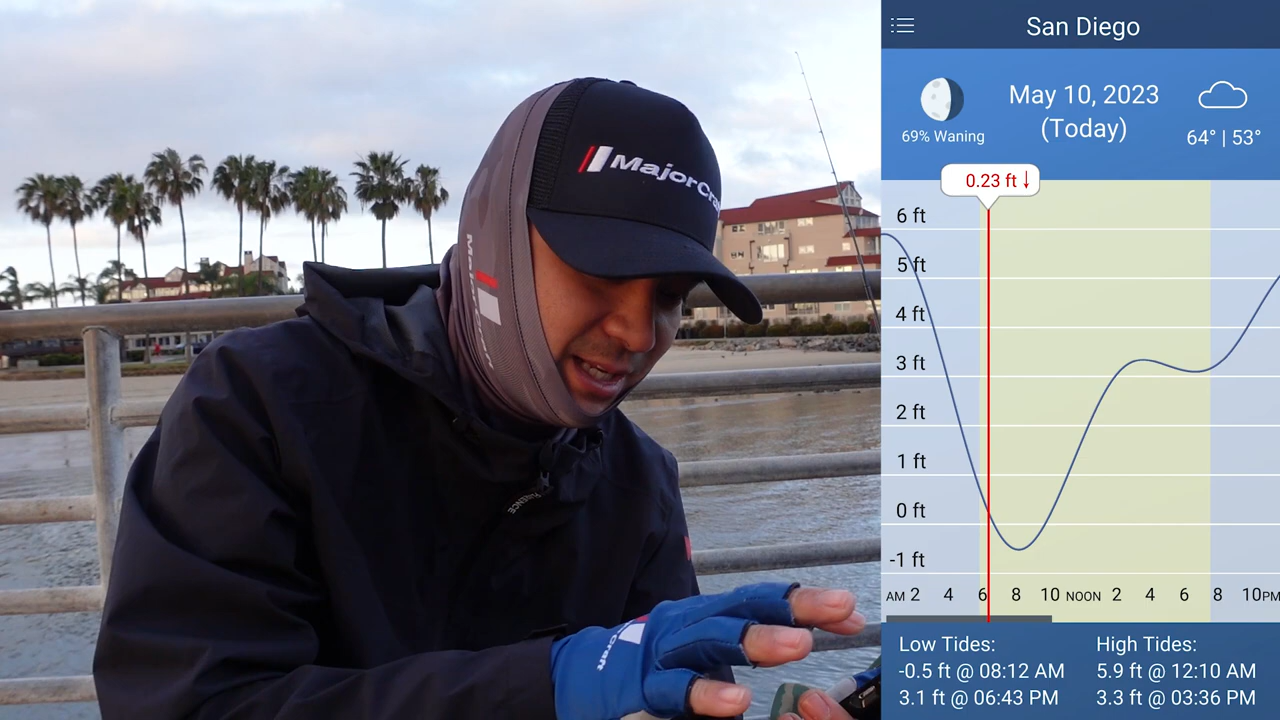 MajorCra
Craft
San Diego
69% Waning
May 10, 2023
(Today)
64° | 53°
0.23 ft ↓
6 ft
5 ft
4 ft
3 ft
2 ft
1 ft
0 ft
-1 ft
AM 2 4 6 8 10 NOON 2 4 6 8 10PM
Low Tides:
-0.5 ft @ 08:12 AM
3.1 ft @ 06:43 PM
High Tides:
5.9 ft @ 12:10 AM
3.3 ft @ 03:36 PM